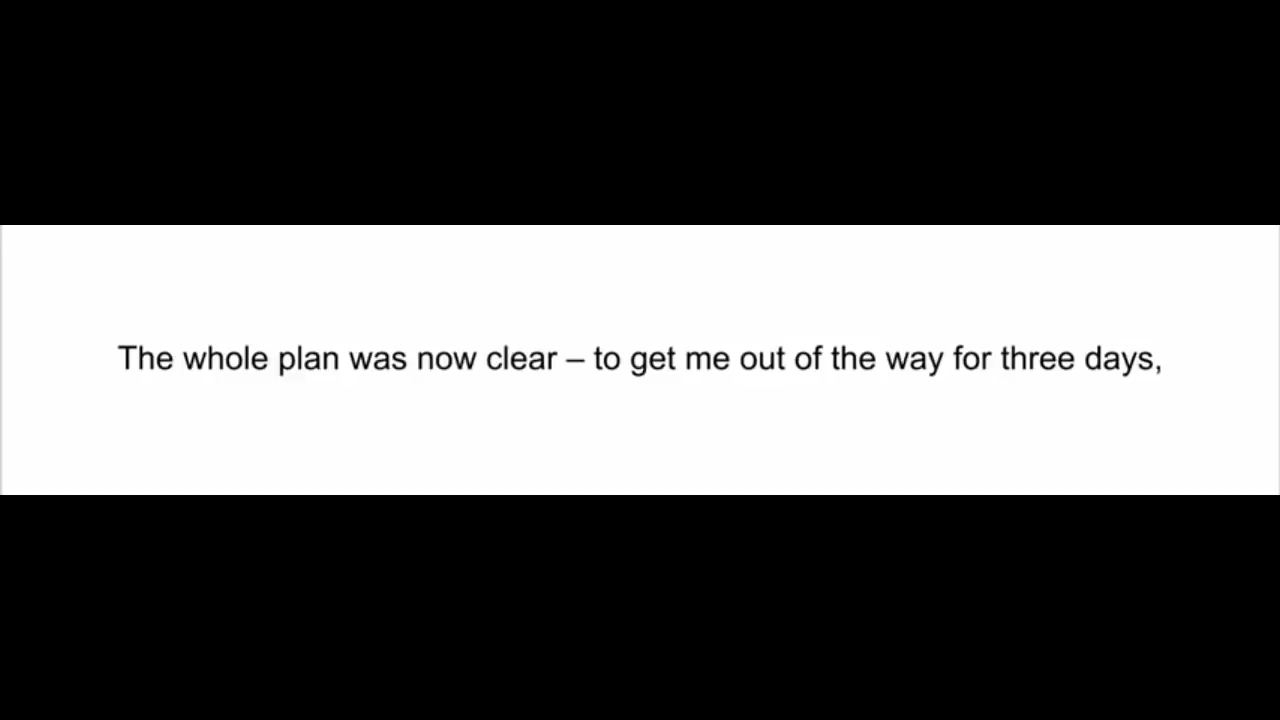 The whole plan was now clear – to get me out of the way for three days,